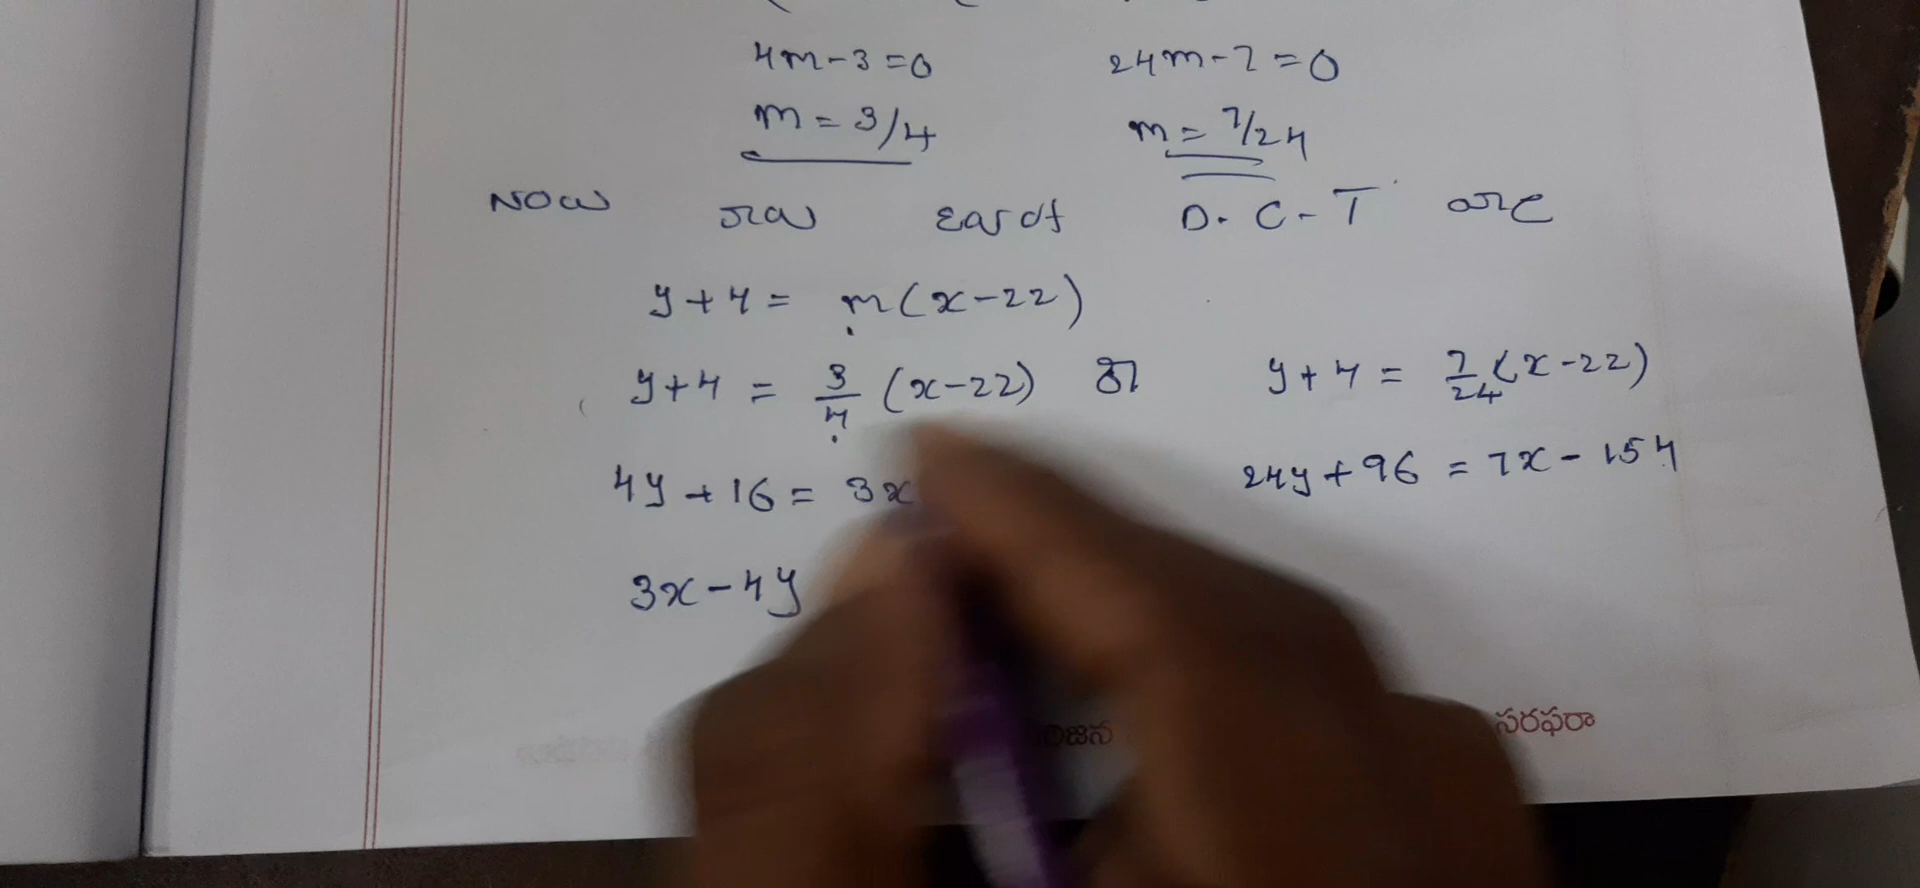 4m-3=0 24m-7=0
m=3/4 m=7/24
NOW D.C-T are
y+4= m(x-22)
y+4 = 3/4 (x-22) y+4 = 7/24 (x-22)
4y+16= 3x 24y+96 = 7x-154
3x-4y
సరఫరా